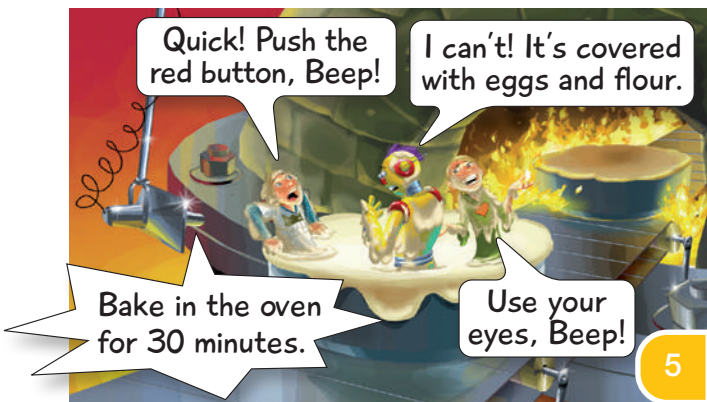 Quick! Push the
red button, Beep!
I can't! It's covered
with eggs and flour.
Bake in the oven
for 30 minutes.
Use your
eyes, Beep!
5